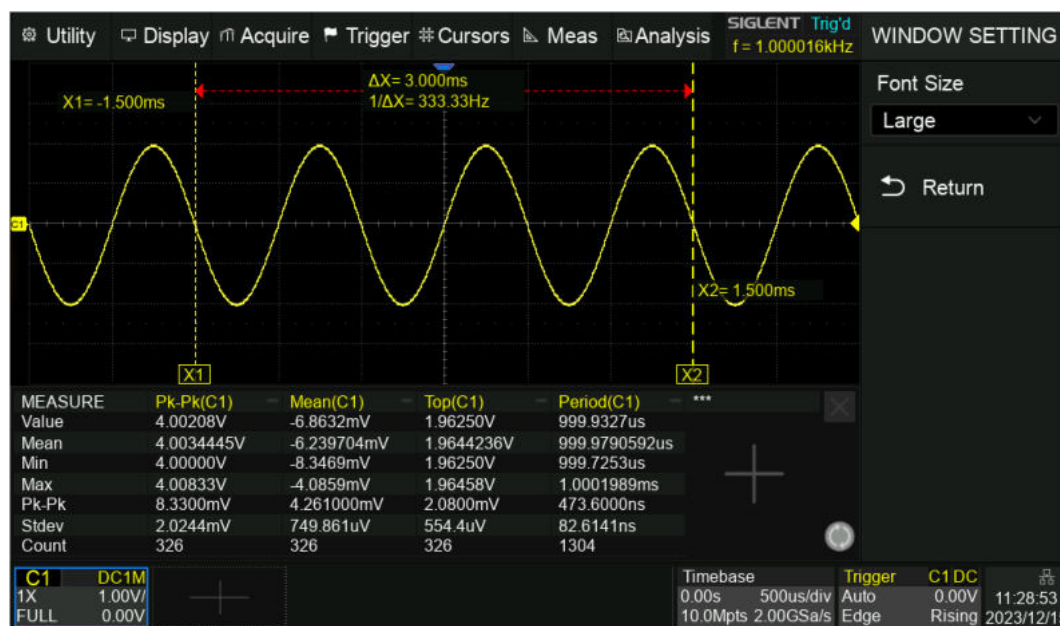 Utility Display Acquire Trigger Cursors Meas Analysis
SIGLENT Trig'd
f = 1.000016kHz
WINDOW SETTING
Font Size
Large
Return
ΔX= 3.000ms
1/ΔX= 333.33Hz
X1= -1.500ms
C1
X2= 1.500ms
X1 X2
MEASURE Pk-Pk(C1) Mean(C1) Top(C1) Period(C1) ***
Value 4.00208V -6.8632mV 1.96250V 999.9327us
Mean 4.0034445V -6.239704mV 1.9644236V 999.9790592us
Min 4.00000V -8.3469mV 1.96250V 999.7253us
Max 4.00833V -4.0859mV 1.96458V 1.0001989ms
Pk-Pk 8.3300mV 4.261000mV 2.0800mV 473.6000ns
Stdev 2.0244mV 749.861uV 554.4uV 82.6141ns
Count 326 326 326 1304
C1 DC1M
1X 1.00V/
FULL 0.00V
Timebase
0.00s 500us/div
10.0Mpts 2.00GSa/s
Trigger C1 DC
Auto 0.00V
Edge Rising
11:28:53
2023/12/1